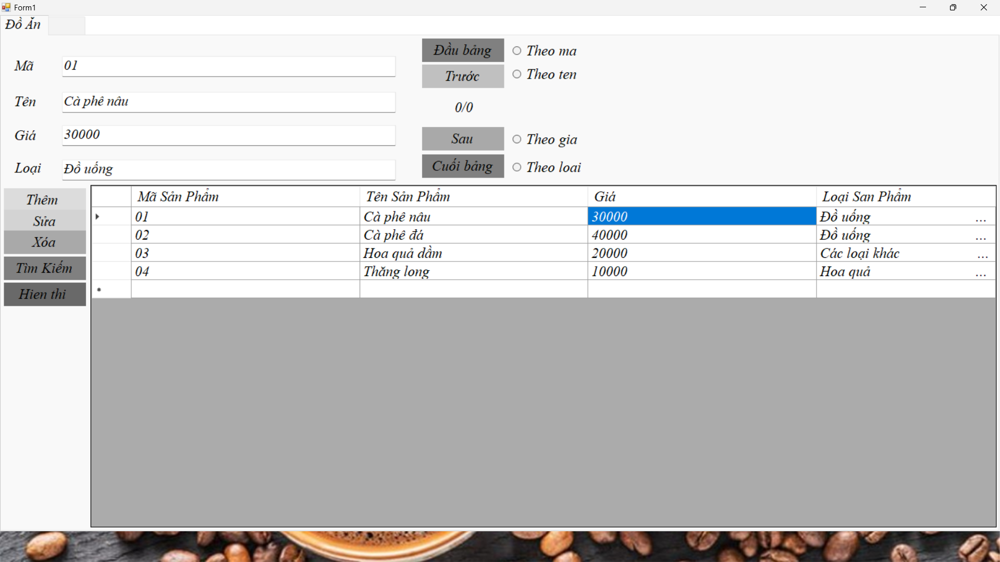 Form1
Đồ Ăn
Mã 01
Tên Cà phê nâu
Giá 30000
Loại Đồ uống
Đầu bảng Theo ma
Trước Theo ten
0/0
Sau Theo gia
Cuối bảng Theo loai
Thêm
Sửa
Xóa
Tìm Kiếm
Hien thi
Mã Sản Phẩm Tên Sản Phẩm Giá Loại San Phẩm
01 Cà phê nâu 30000 Đồ uống ...
02 Cà phê đá 40000 Đồ uống ...
03 Hoa quả dầm 20000 Các loại khác ...
04 Thăng long 10000 Hoa quả ...